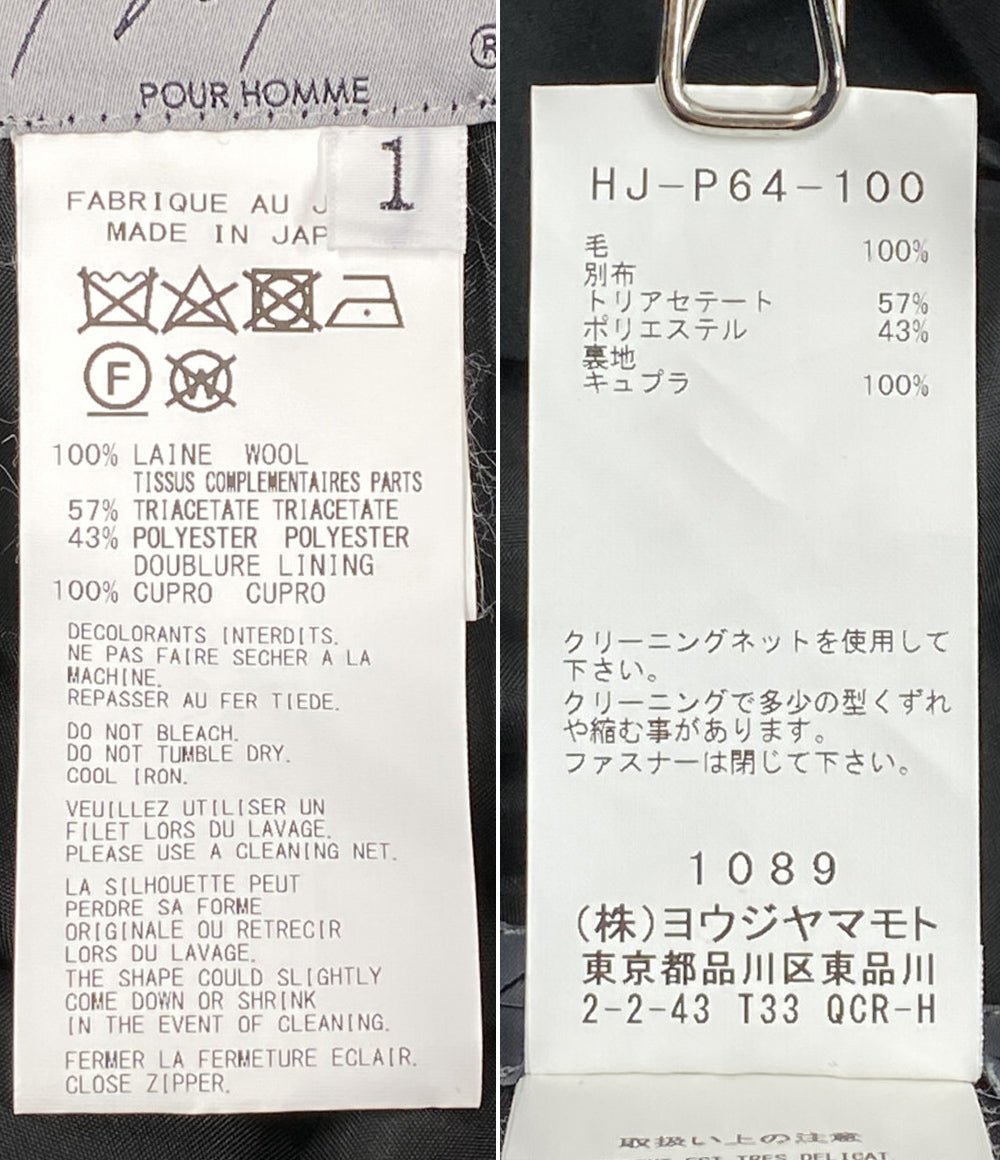 ®
POUR HOMME
1
FABRIQUE AU J
MADE IN JAP
F
W
100% LAINE WOOL
TISSUS COMPLEMENTAIRES PARTS
57% TRIACETATE TRIACETATE
43% POLYESTER POLYESTER
DOUBLURE LINING
100% CUPRO CUPRO
DECOLORANTS INTERDITS.
NE PAS FAIRE SECHER A LA
MACHINE.
REPASSER AU FER TIEDE.
DO NOT BLEACH.
DO NOT TUMBLE DRY.
COOL IRON.
VEUILLEZ UTILISER UN
FILET LORS DU LAVAGE.
PLEASE USE A CLEANING NET.
LA SILHOUETTE PEUT
PERDRE SA FORME
ORIGINALE OU RETRECIR
LORS DU LAVAGE.
THE SHAPE COULD SLIGHTLY
COME DOWN OR SHRINK
IN THE EVENT OF CLEANING.
FERMER LA FERMETURE ECLAIR.
CLOSE ZIPPER.
HJ-P64-100
毛 100%
別布
トリアセテート 57%
ポリエステル 43%
裏地
キュプラ 100%
クリーニングネットを使用して
下さい。
クリーニングで多少の型くずれ
や縮む事があります。
ファスナーは閉じて下さい。
1089
(株)ヨウジヤマモト
東京都品川区東品川
2-2-43 T33 QCR-H
取扱い上の注意
EST TRES DELICAT